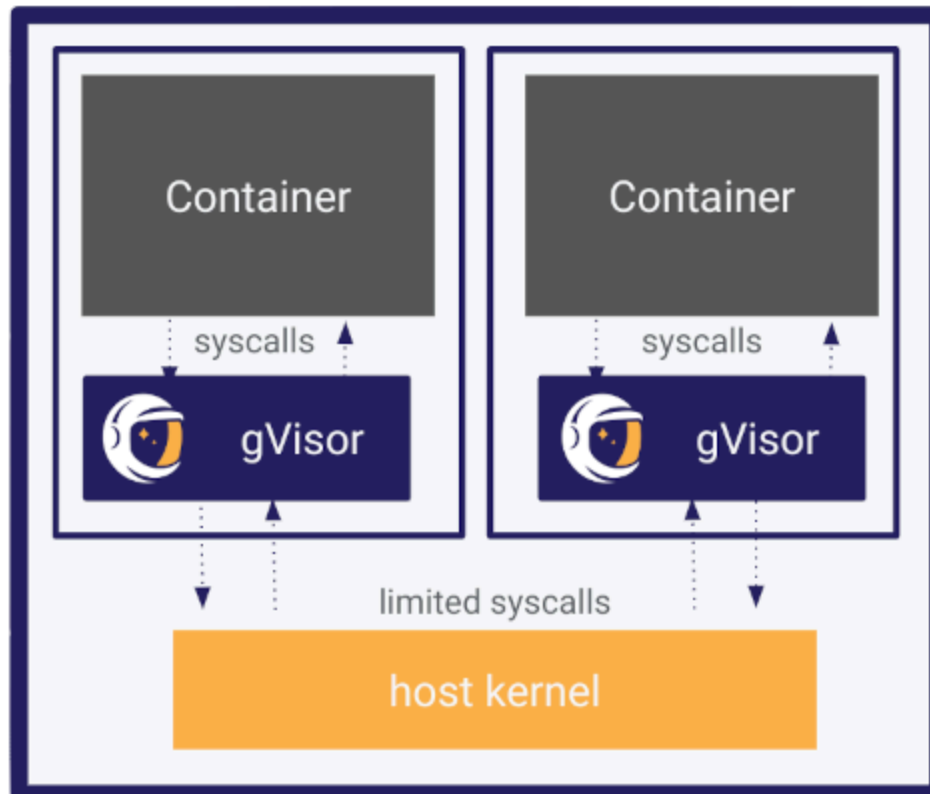 Container
Container
syscalls
syscalls
gVisor
gVisor
limited syscalls
host kernel